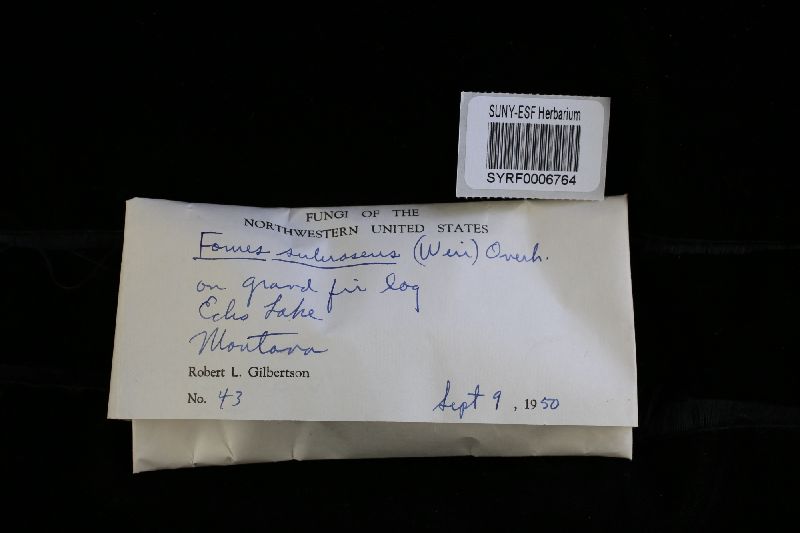 SUNY-ESF Herbarium
SYRF0006764
FUNGI OF THE
NORTHWESTERN UNITED STATES
Fomes subroseus (Weir) Overh.
on grand fir log
Echo Lake
Montana
Robert L. Gilbertson
No. 43
Sept 9, 1950